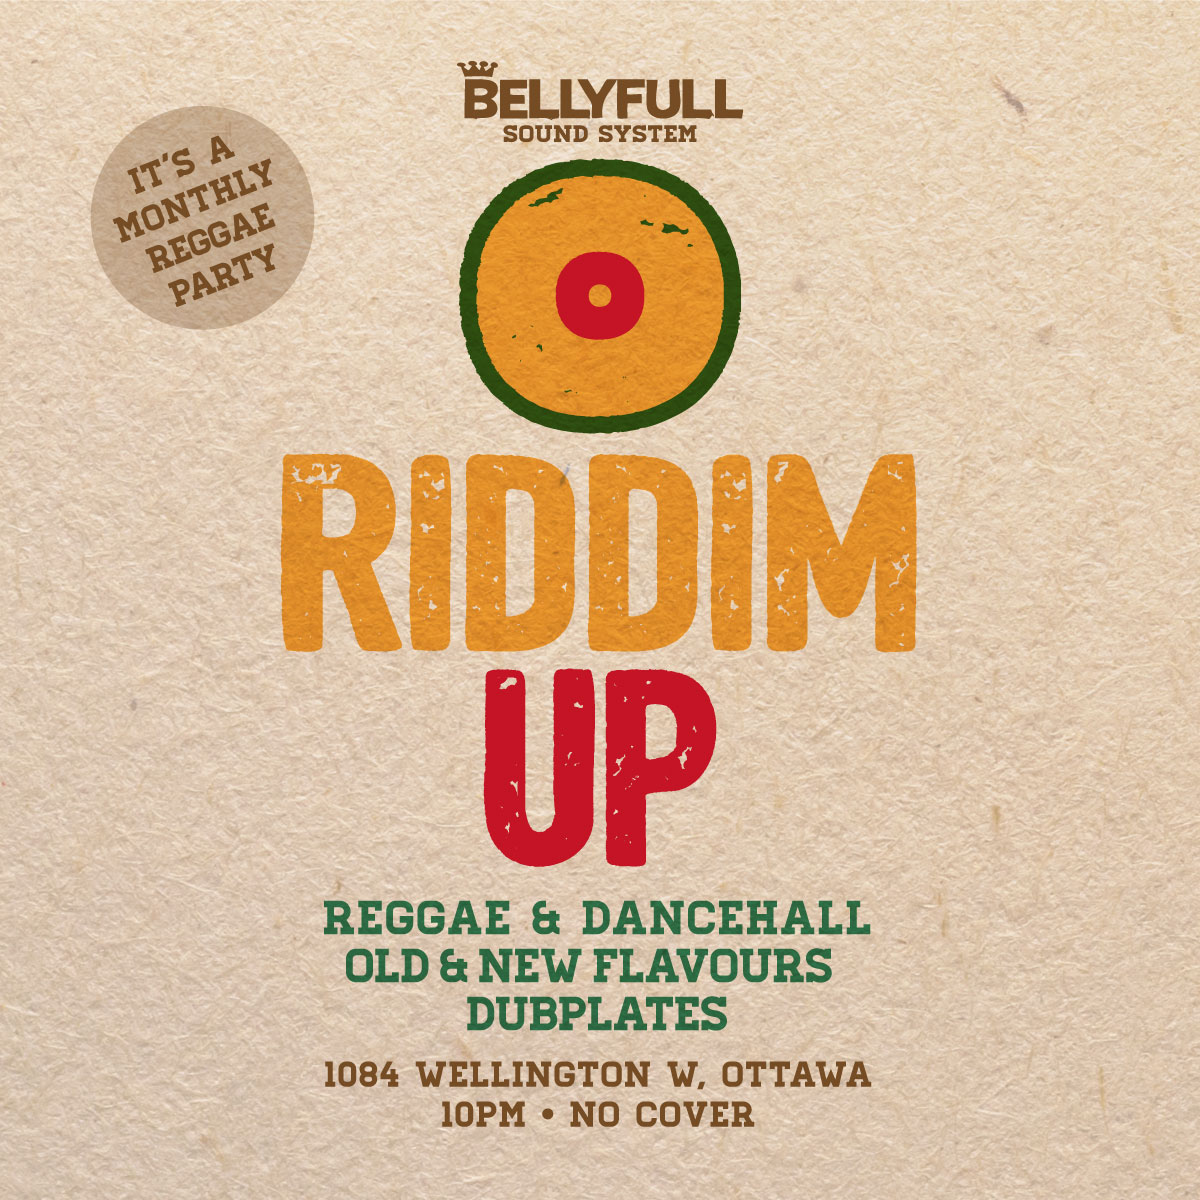 BELLYFULL
SOUND SYSTEM
IT'S A
MONTHLY
REGGAE
PARTY
RIDDIM
UP
REGGAE & DANCEHALL
OLD & NEW FLAVOURS
DUBPLATES
1084 WELLINGTON W, OTTAWA
10PM • NO COVER